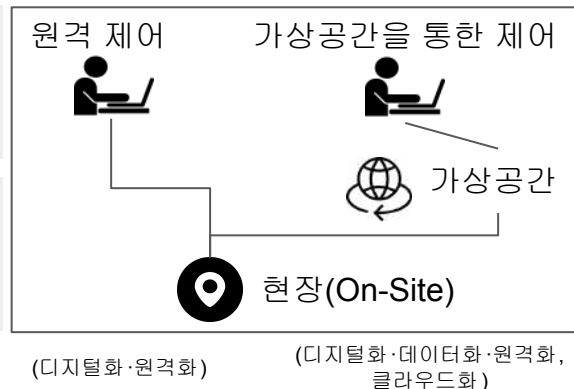 원격 제어
가상공간을 통한 제어
가상공간
현장(On-Site)
(디지털화·원격화)
(디지털화·데이터화·원격화,
클라우드화)